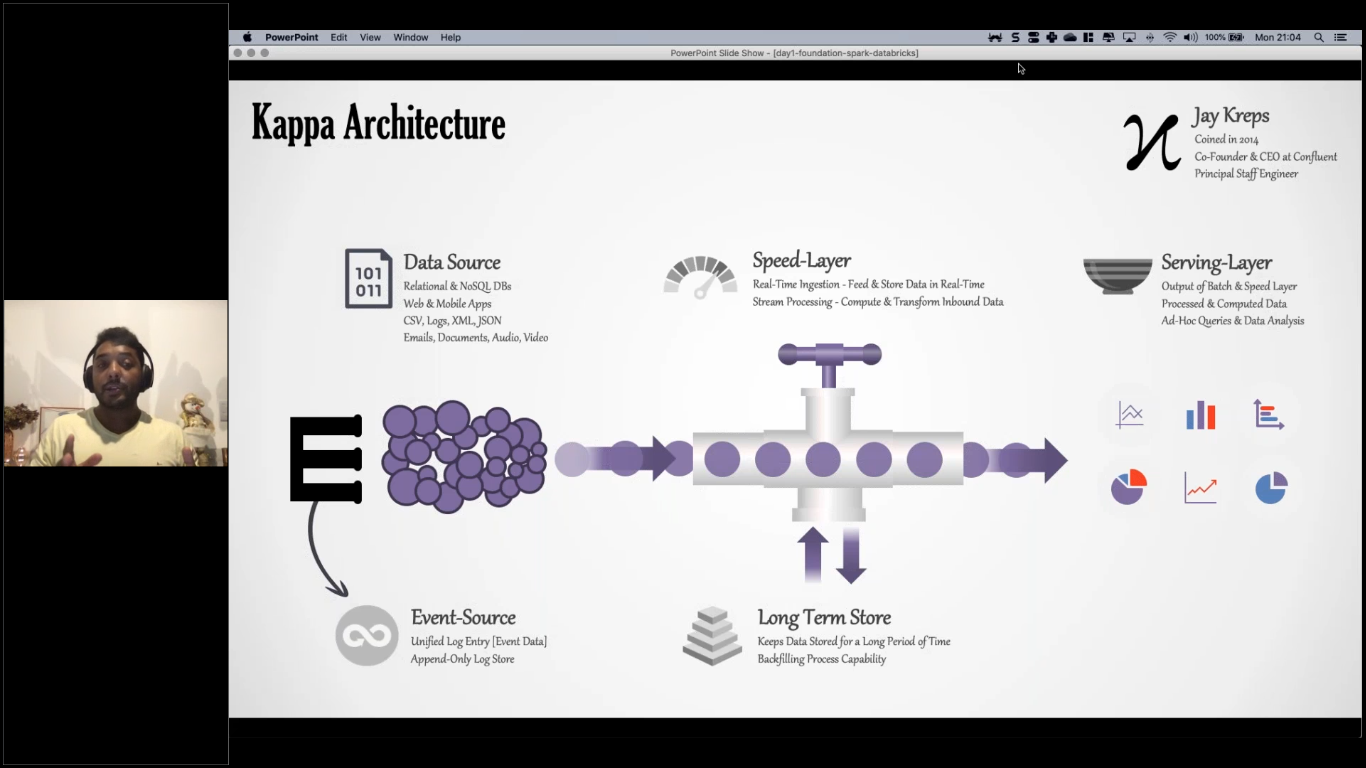 PowerPoint Edit View Window Help
100% Mon 21:04
PowerPoint Slide Show - [day1-foundation-spark-databricks]
Kappa Architecture
Jay Kreps
Coined in 2014
Co-Founder & CEO at Confluent
Principal Staff Engineer
Data Source
Relational & NoSQL DBs
Web & Mobile Apps
CSV, Logs, XML, JSON
Emails, Documents, Audio, Video
101
011
Speed-Layer
Real-Time Ingestion - Feed & Store Data in Real-Time
Stream Processing - Compute & Transform Inbound Data
Serving-Layer
Output of Batch & Speed Layer
Processed & Computed Data
Ad-Hoc Queries & Data Analysis
E
Event-Source
Unified Log Entry [Event Data]
Append-Only Log Store
Long Term Store
Keeps Data Stored for a Long Period of Time
Backfilling Process Capability